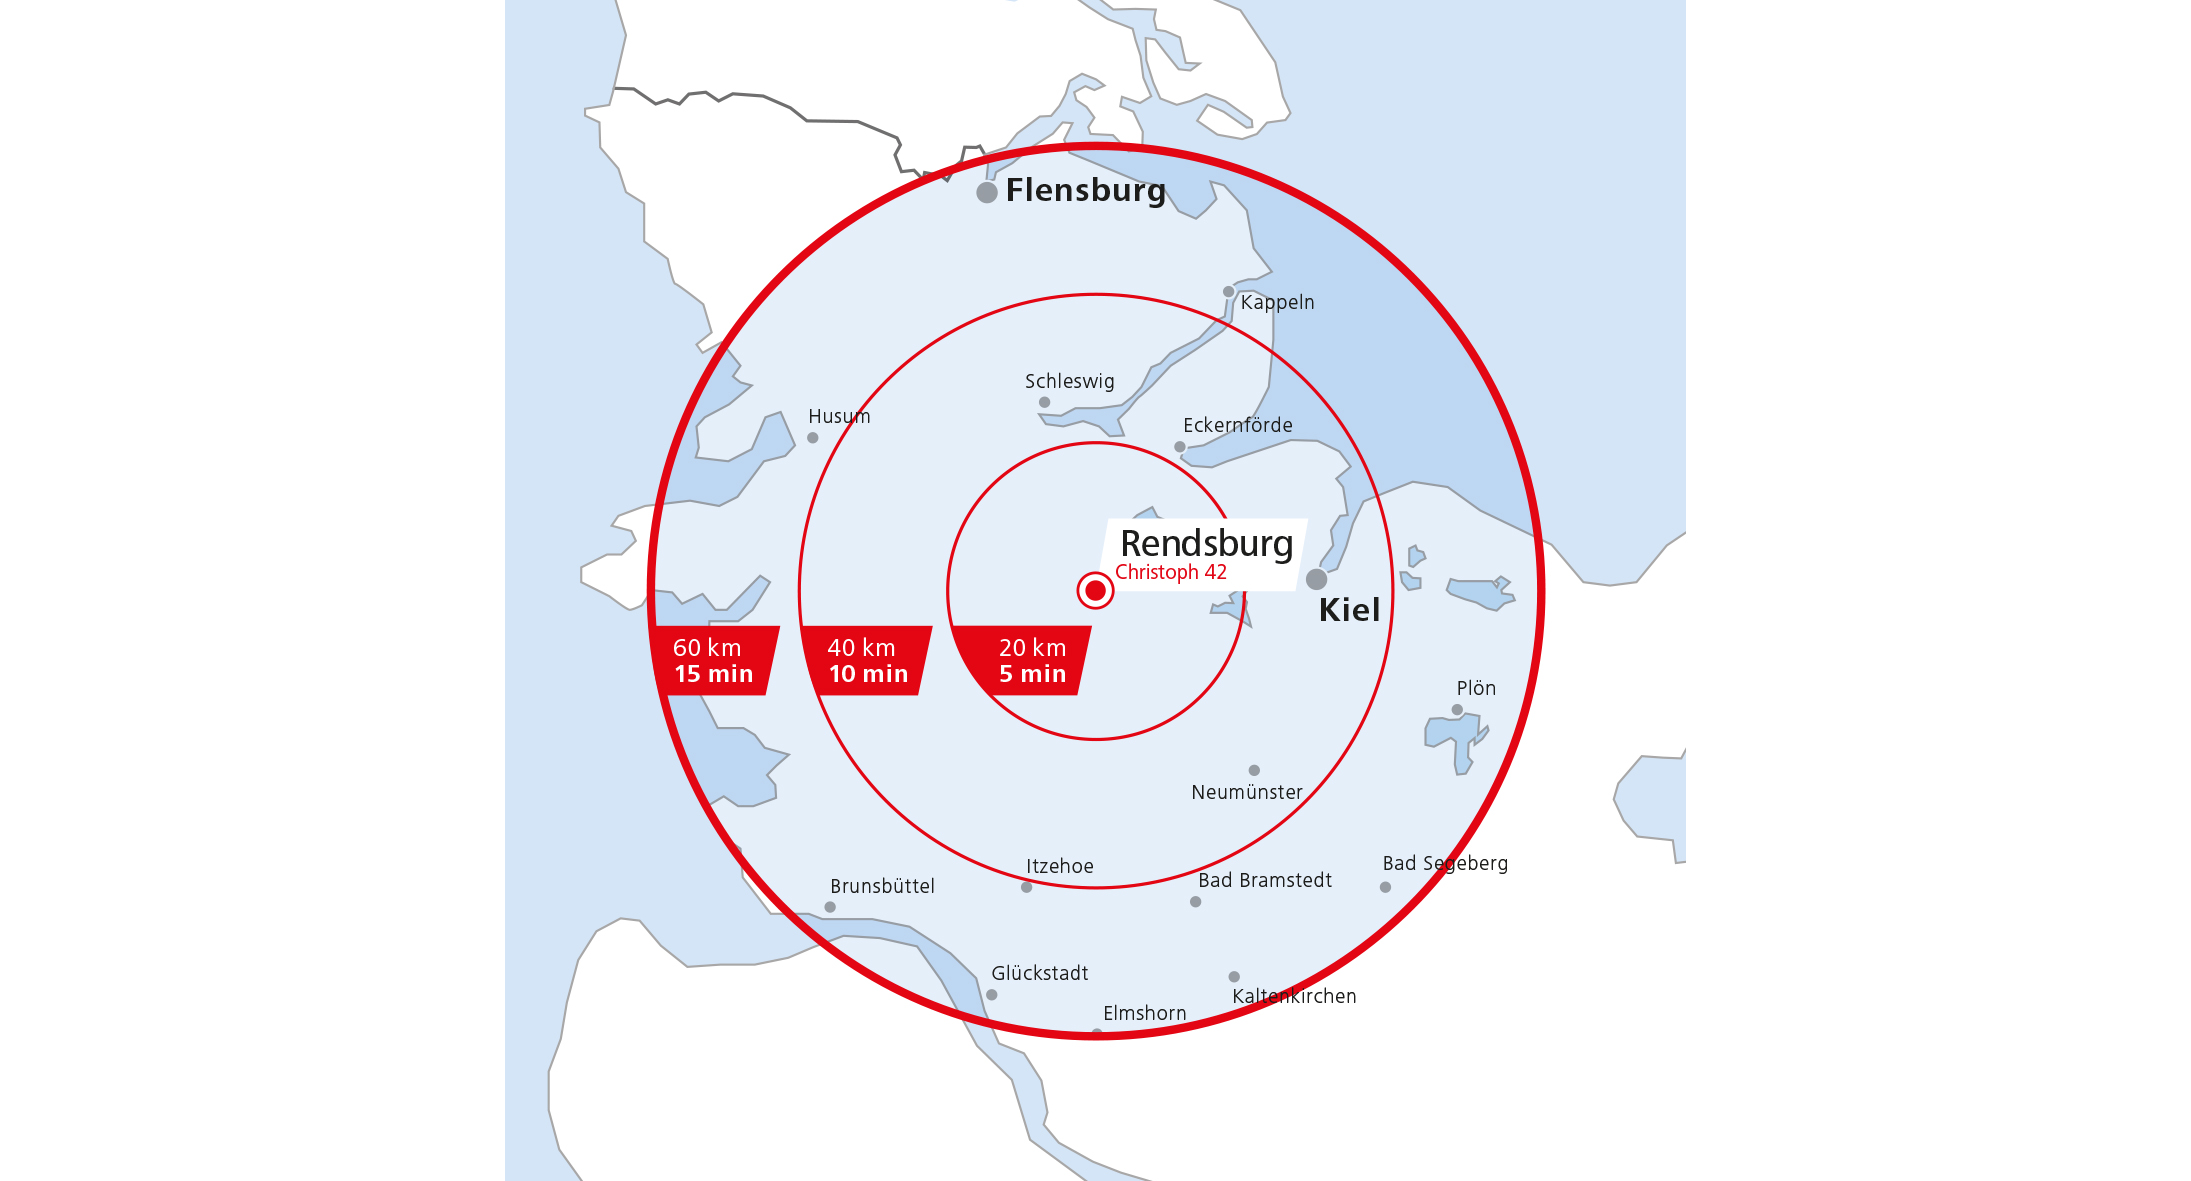 Flensburg
Kappeln
Schleswig
Husum
Eckernförde
Rendsburg
Christoph 42
Kiel
60 km
15 min
40 km
10 min
20 km
5 min
Plön
Neumünster
Itzehoe
Bad Segeberg
Bad Bramstedt
Brunsbüttel
Glückstadt
Kaltenkirchen
Elmshorn